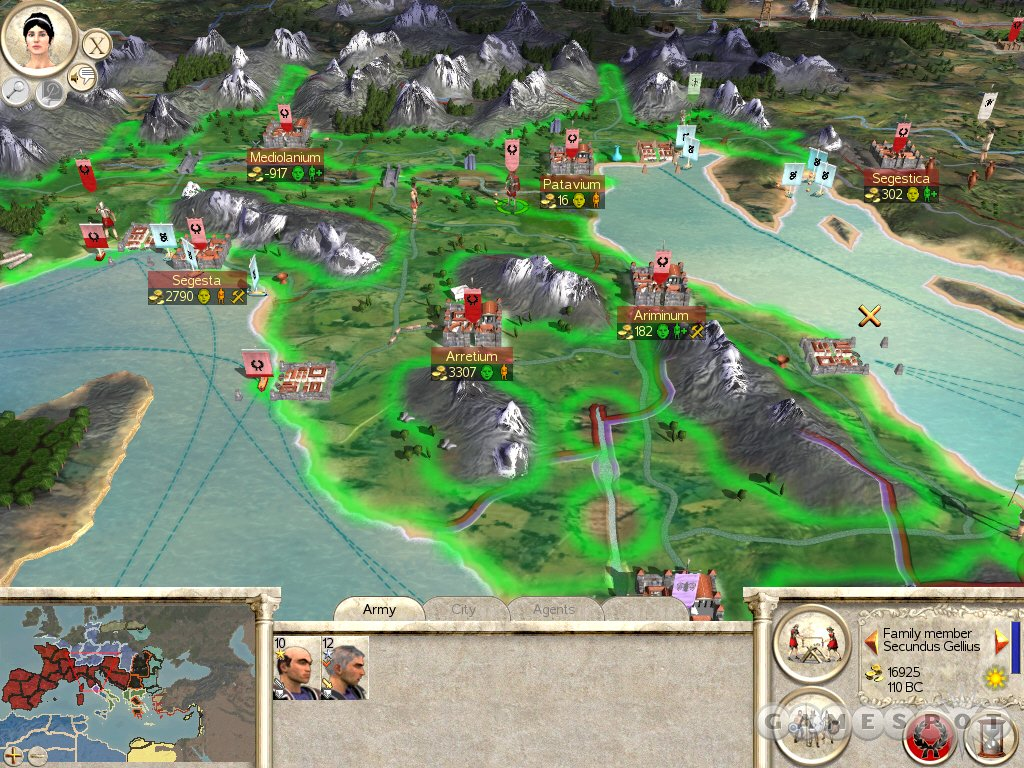 X
Mediolanium
-917
Patavium
16
Segestica
302
Segesta
2790
Ariminum
182
Arretium
3307
Army
City
Agents
10 12
Family member
Secundus Gellius
16925
110 BC
GAMESPOT